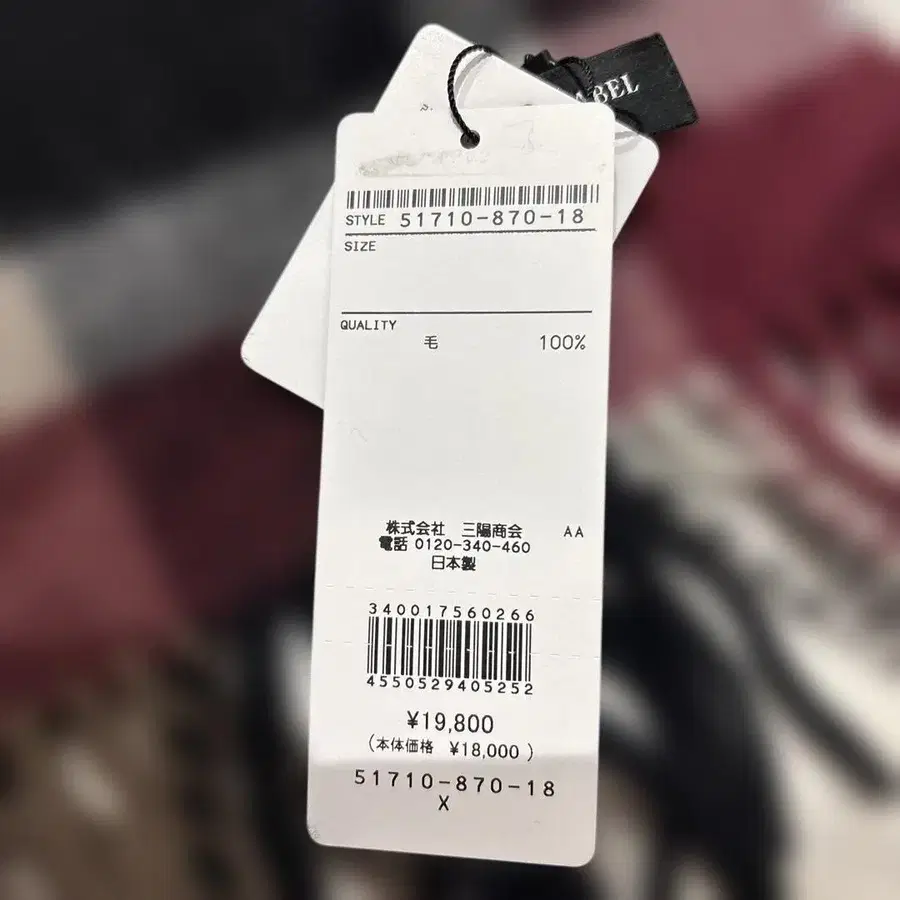 STYLE 51710-870-18
SIZE
QUALITY
毛 100%
株式会社 三陽商会 AA
電話 0120-340-460
日本製
340017560266
4550529405252
¥19,800
(本体価格 ¥18,000)
51710-870-18
X